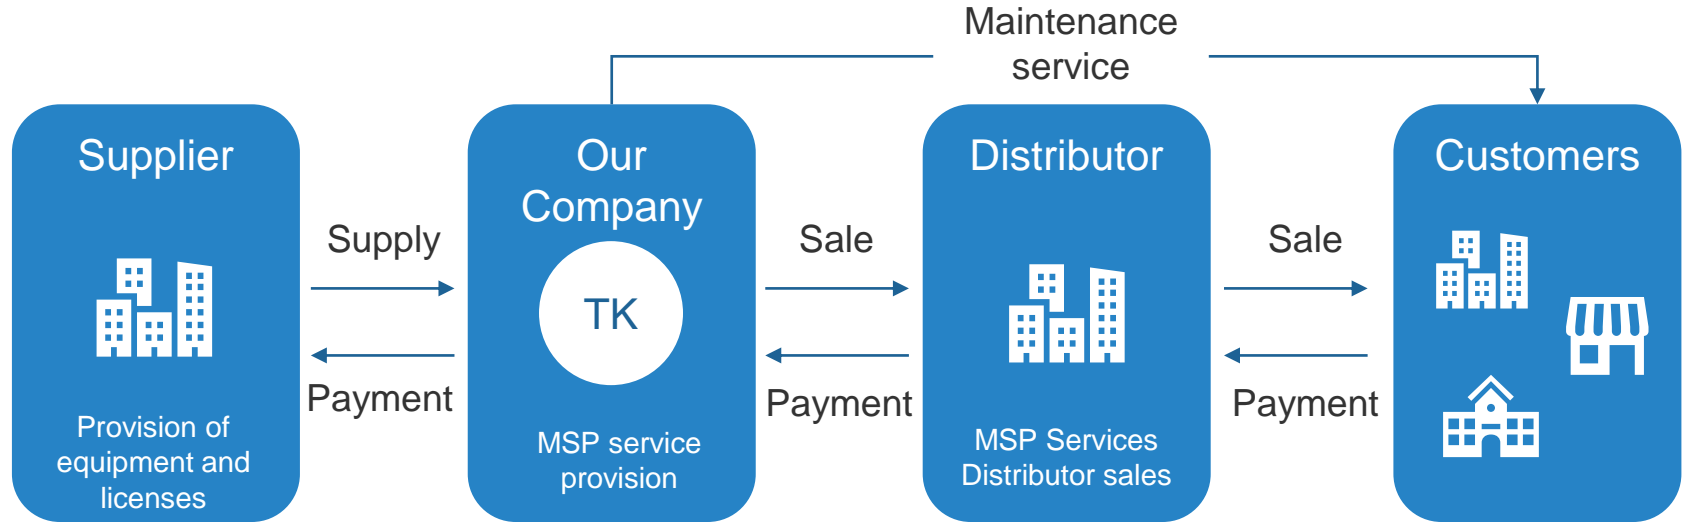 Maintenance
service
Supplier
Our
Company
Distributor
Customers
Supply
Sale
Sale
TK
Payment
Payment
Payment
Provision of
equipment and
licenses
MSP service
provision
MSP Services
Distributor sales